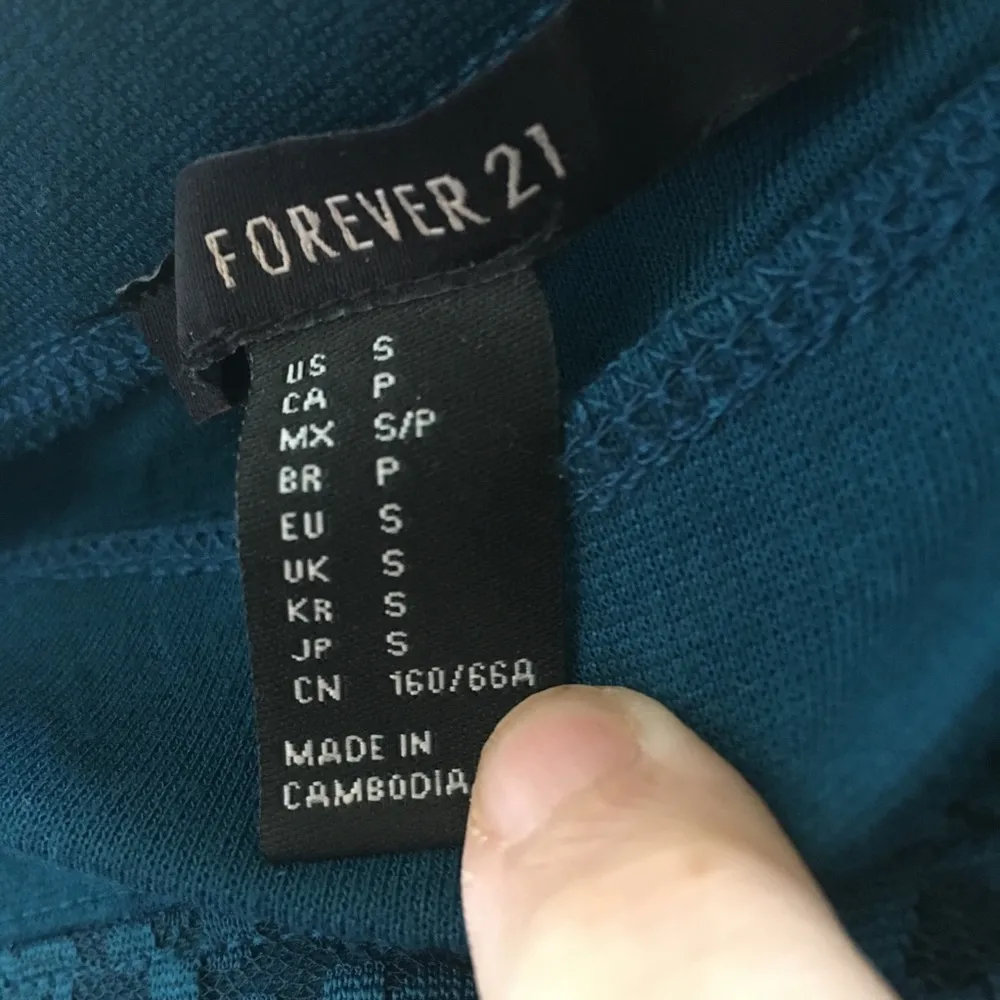 FOREVER 21
US S
CA P
MX S/P
BR P
EU S
UK S
KR S
JP S
CN 160/66A
MADE IN
CAMBODIA